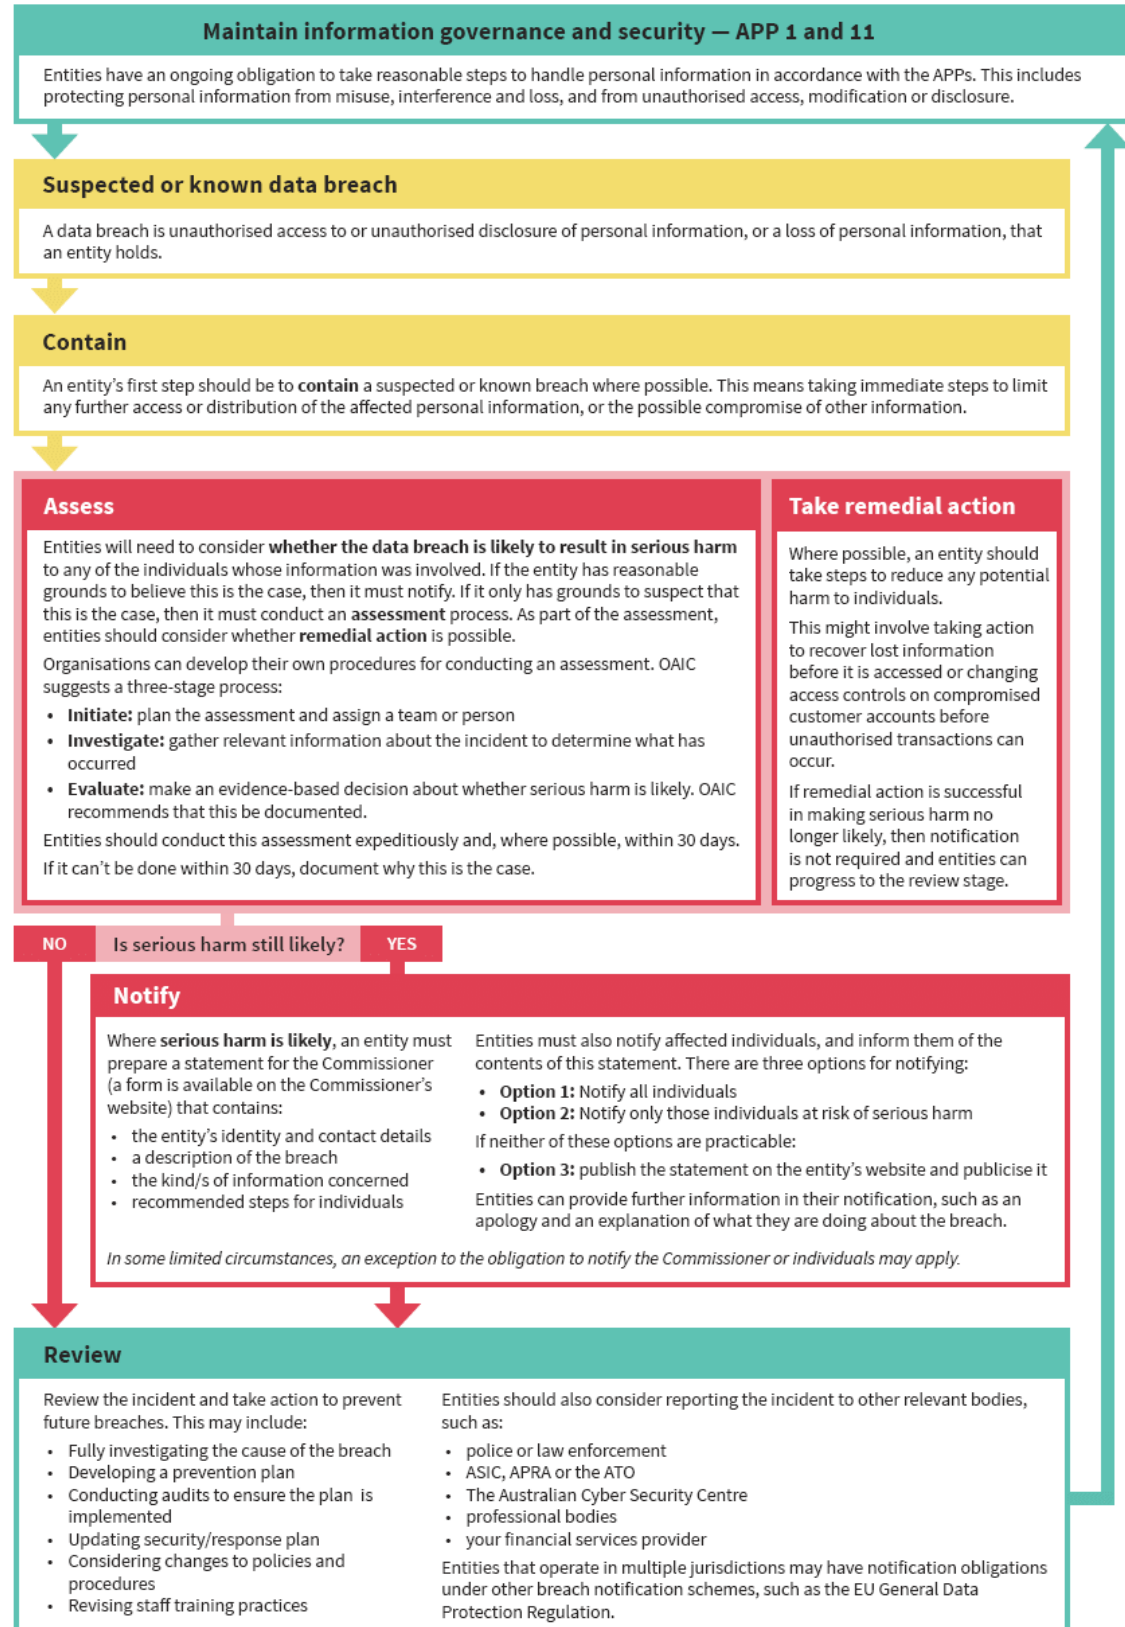 Maintain information governance and security — APP 1 and 11
Entities have an ongoing obligation to take reasonable steps to handle personal information in accordance with the APPs. This includes
protecting personal information from misuse, interference and loss, and from unauthorised access, modification or disclosure.
Suspected or known data breach
A data breach is unauthorised access to or unauthorised disclosure of personal information, or a loss of personal information, that
an entity holds.
Contain
An entity's first step should be to contain a suspected or known breach where possible. This means taking immediate steps to limit
any further access or distribution of the affected personal information, or the possible compromise of other information.
Assess
Entities will need to consider whether the data breach is likely to result in serious harm
to any of the individuals whose information was involved. If the entity has reasonable
grounds to believe this is the case, then it must notify. If it only has grounds to suspect that
this is the case, then it must conduct an assessment process. As part of the assessment,
entities should consider whether remedial action is possible.
Organisations can develop their own procedures for conducting an assessment. OAIC
suggests a three-stage process:
• Initiate: plan the assessment and assign a team or person
• Investigate: gather relevant information about the incident to determine what has
occurred
• Evaluate: make an evidence-based decision about whether serious harm is likely. OAIC
recommends that this be documented.
Entities should conduct this assessment expeditiously and, where possible, within 30 days.
If it can't be done within 30 days, document why this is the case.
Take remedial action
Where possible, an entity should
take steps to reduce any potential
harm to individuals.
This might involve taking action
to recover lost information
before it is accessed or changing
access controls on compromised
customer accounts before
unauthorised transactions can
occur.
If remedial action is successful
in making serious harm no
longer likely, then notification
is not required and entities can
progress to the review stage.
NO Is serious harm still likely? YES
Notify
Where serious harm is likely, an entity must
prepare a statement for the Commissioner
(a form is available on the Commissioner's
website) that contains:
• the entity's identity and contact details
• a description of the breach
• the kind/s of information concerned
• recommended steps for individuals
Entities must also notify affected individuals, and inform them of the
contents of this statement. There are three options for notifying:
• Option 1: Notify all individuals
• Option 2: Notify only those individuals at risk of serious harm
If neither of these options are practicable:
• Option 3: publish the statement on the entity's website and publicise it
Entities can provide further information in their notification, such as an
apology and an explanation of what they are doing about the breach.
In some limited circumstances, an exception to the obligation to notify the Commissioner or individuals may apply.
Review
Review the incident and take action to prevent
future breaches. This may include:
• Fully investigating the cause of the breach
• Developing a prevention plan
• Conducting audits to ensure the plan is
implemented
• Updating security/response plan
• Considering changes to policies and
procedures
• Revising staff training practices
Entities should also consider reporting the incident to other relevant bodies,
such as:
• police or law enforcement
• ASIC, APRA or the ATO
• The Australian Cyber Security Centre
• professional bodies
• your financial services provider
Entities that operate in multiple jurisdictions may have notification obligations
under other breach notification schemes, such as the EU General Data
Protection Regulation.